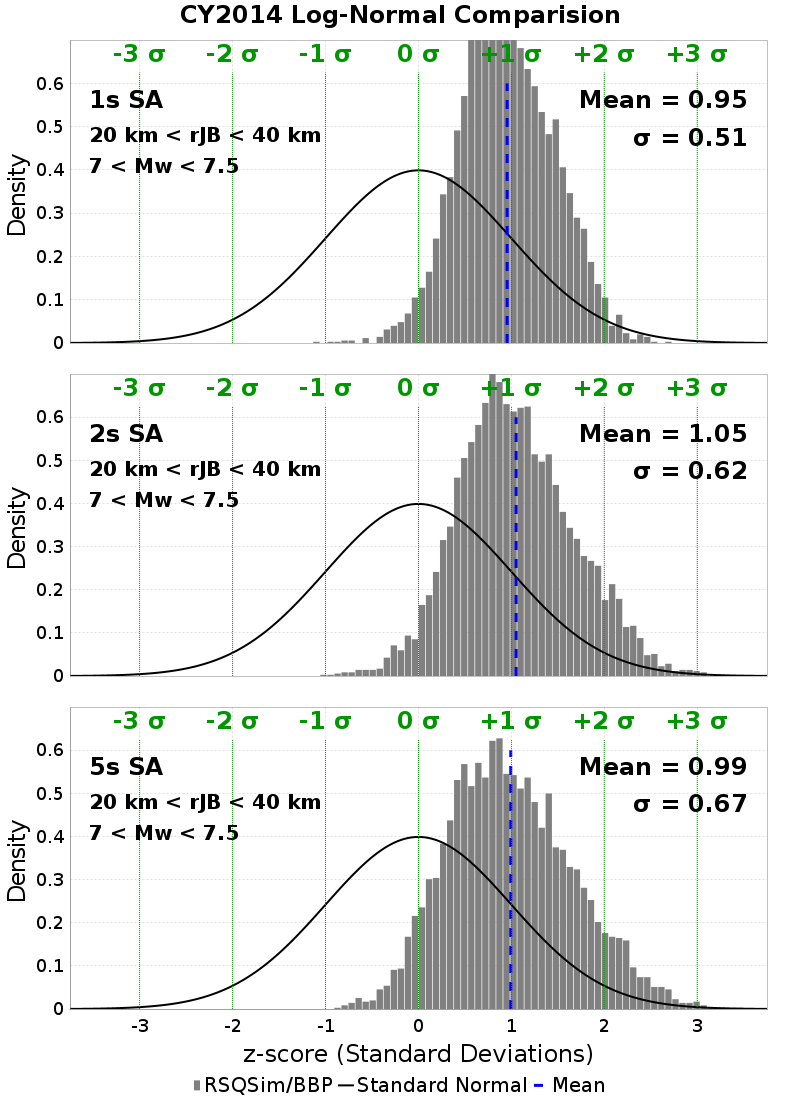 CY2014 Log-Normal Comparision
-3 σ -2 σ -1 σ 0 σ +1 σ +2 σ +3 σ
1s SA
Mean = 0.95
20 km < rJB < 40 km
σ = 0.51
7 < Mw < 7.5
Density
0.6
0.5
0.4
0.3
0.2
0.1
0
-3 σ -2 σ -1 σ 0 σ +1 σ +2 σ +3 σ
2s SA
Mean = 1.05
20 km < rJB < 40 km
σ = 0.62
7 < Mw < 7.5
Density
0.6
0.5
0.4
0.3
0.2
0.1
0
-3 σ -2 σ -1 σ 0 σ +1 σ +2 σ +3 σ
5s SA
Mean = 0.99
20 km < rJB < 40 km
σ = 0.67
7 < Mw < 7.5
Density
0.6
0.5
0.4
0.3
0.2
0.1
0
-3 -2 -1 0 1 2 3
z-score (Standard Deviations)
RSQSim/BBP Standard Normal Mean